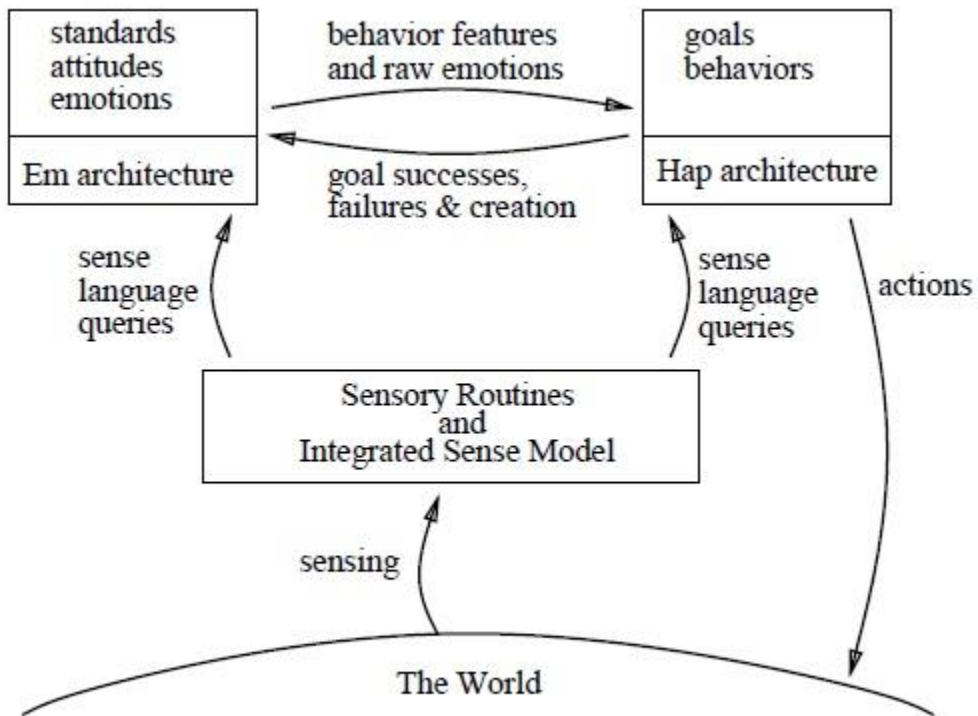 standards
attitudes
emotions
Em architecture
behavior features
and raw emotions
goal successes,
failures & creation
goals
behaviors
Hap architecture
sense
language
queries
sense
language
queries
actions
Sensory Routines
and
Integrated Sense Model
sensing
The World